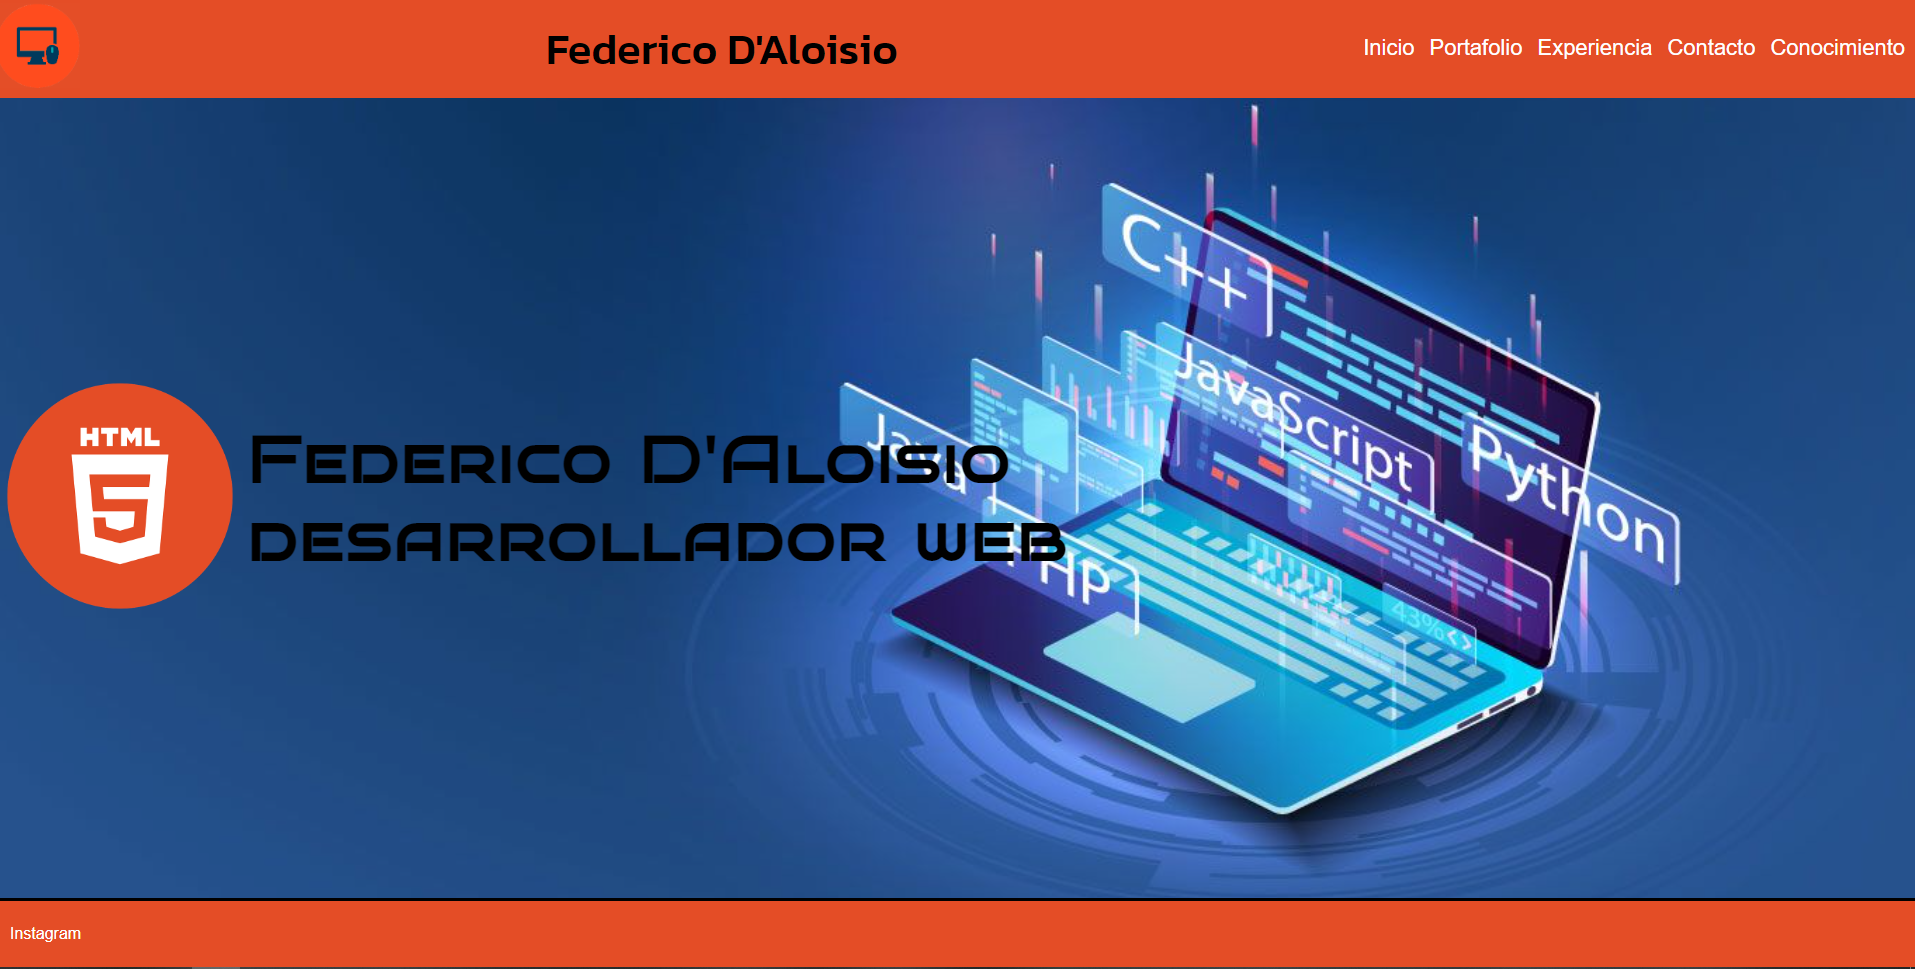 Federico D'Aloisio
Inicio Portafolio Experiencia Contacto Conocimiento
C++
JavaScript
Java
Python
HTML
5
Federico D'Aloisio
desarrollador web
PHP
43%<>
Instagram